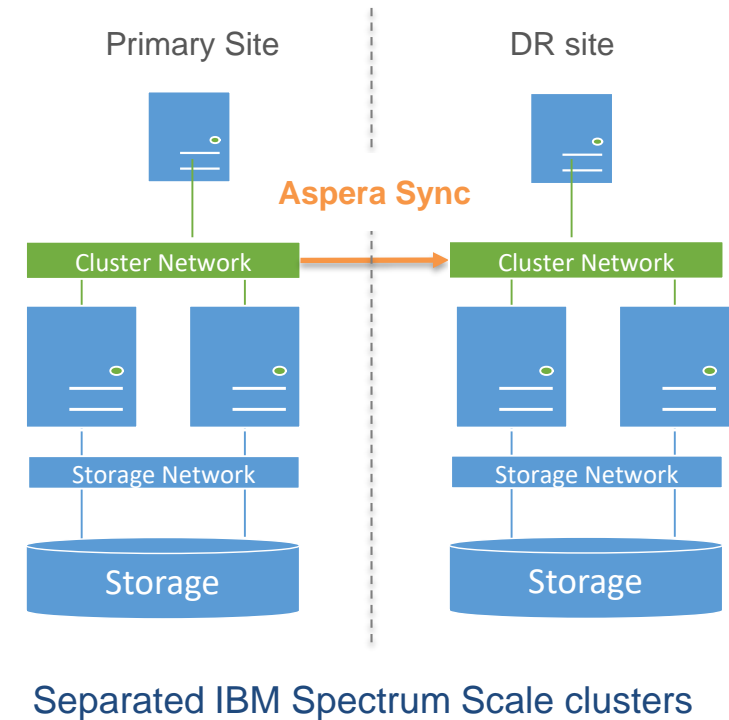 Primary Site
DR site
Aspera Sync
Cluster Network
Cluster Network
Storage Network
Storage Network
Storage
Storage
Separated IBM Spectrum Scale clusters